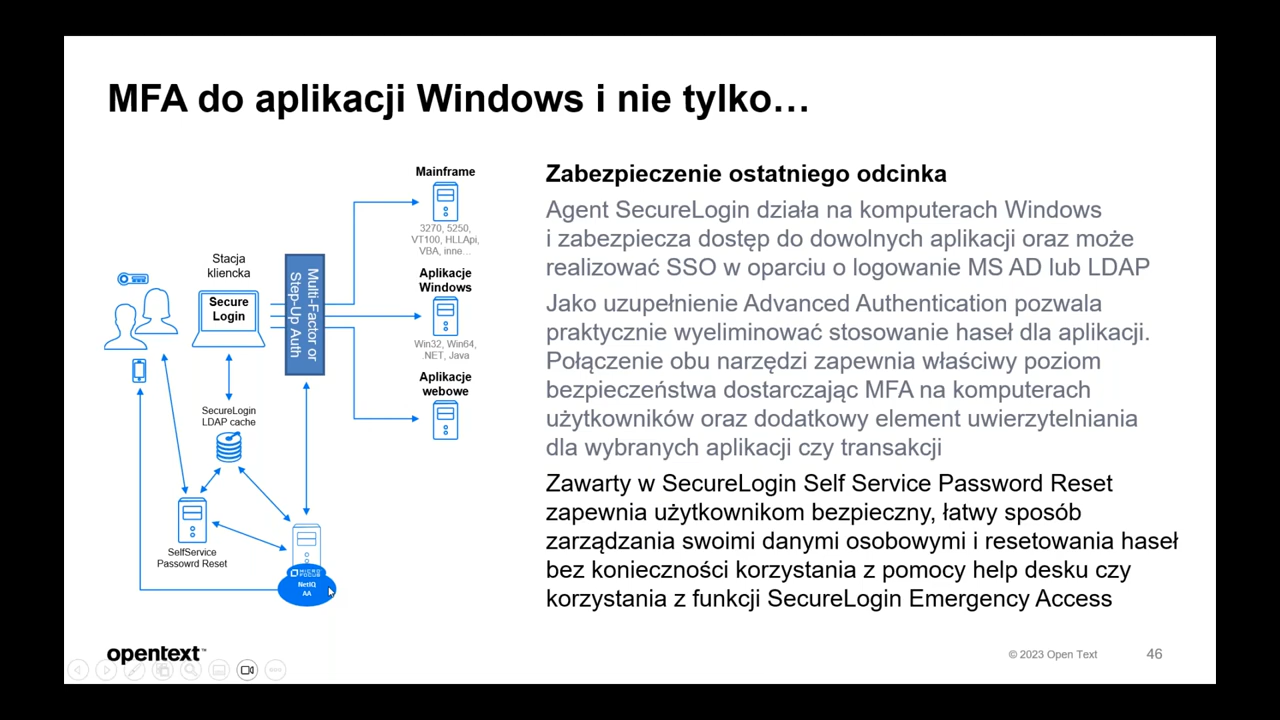 MFA do aplikacji Windows i nie tylko…
Mainframe
3270, 5250,
VT100, HLLApi,
VBA, inne...
Stacja
kliencka
Secure
Login
Multi-Factor or
Step-Up Auth
Aplikacje
Windows
Win32, Win64,
.NET, Java
Aplikacje
webowe
SecureLogin
LDAP cache
SelfService
Passowrd Reset
MICRO
FOCUS
NetIQ
AA
Zabezpieczenie ostatniego odcinka
Agent SecureLogin działa na komputerach Windows
i zabezpiecza dostęp do dowolnych aplikacji oraz może
realizować SSO w oparciu o logowanie MS AD lub LDAP
Jako uzupełnienie Advanced Authentication pozwala
praktycznie wyeliminować stosowanie haseł dla aplikacji.
Połączenie obu narzędzi zapewnia właściwy poziom
bezpieczeństwa dostarczając MFA na komputerach
użytkowników oraz dodatkowy element uwierzytelniania
dla wybranych aplikacji czy transakcji
Zawarty w SecureLogin Self Service Password Reset
zapewnia użytkownikom bezpieczny, łatwy sposób
zarządzania swoimi danymi osobowymi i resetowania haseł
bez konieczności korzystania z pomocy help desku czy
korzystania z funkcji SecureLogin Emergency Access
opentext™
© 2023 Open Text
46